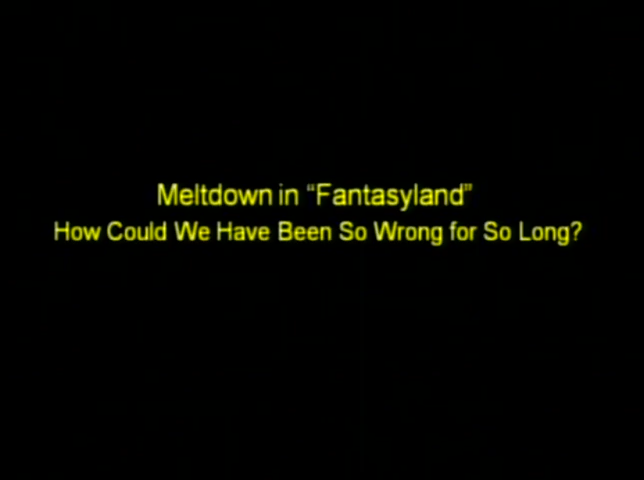 Meltdown in “Fantasyland”
How Could We Have Been So Wrong for So Long?